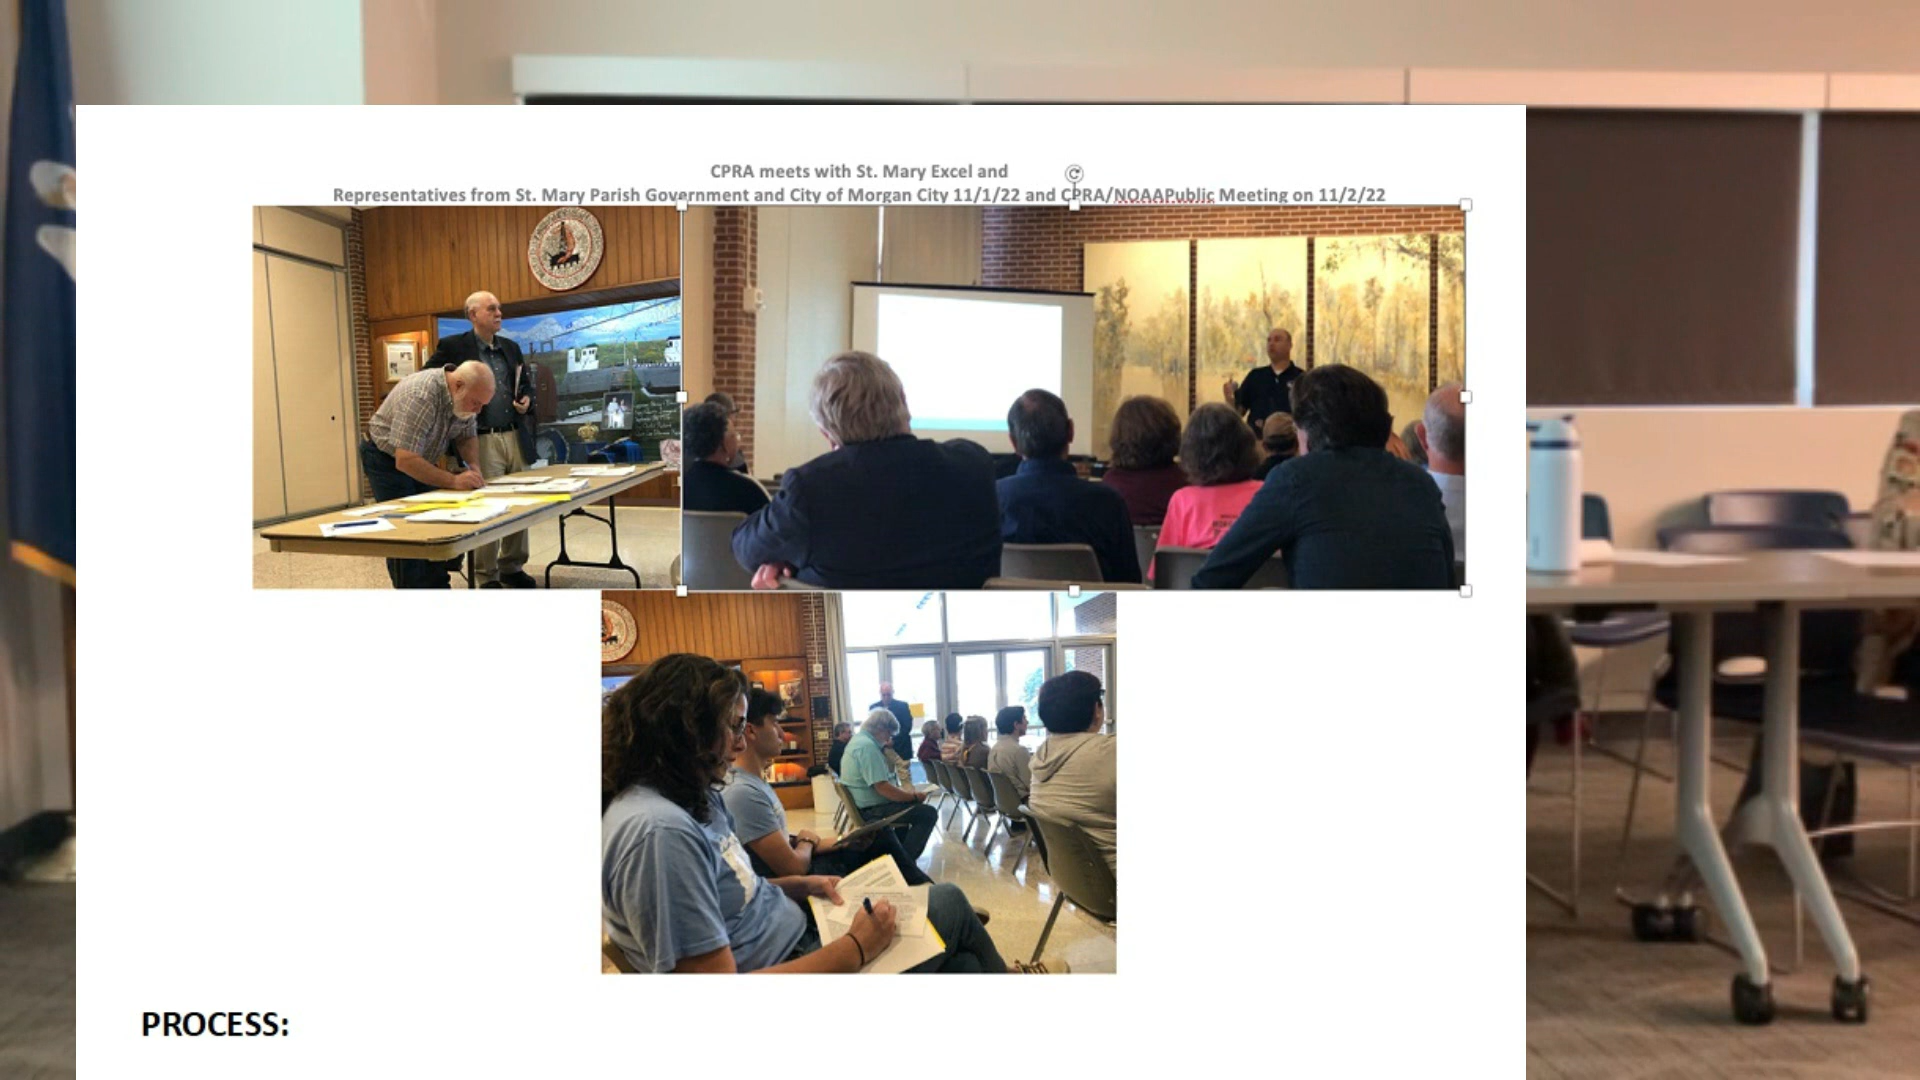 CPRA meets with St. Mary Excel and
Representatives from St. Mary Parish Government and City of Morgan City 11/1/22 and CPRA/NOAAPublic Meeting on 11/2/22
PROCESS: